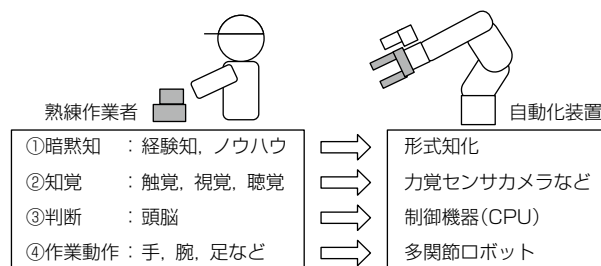 熟練作業者
自動化装置
①暗黙知 ：経験知，ノウハウ
形式知化
②知覚 ：触覚，視覚，聴覚
力覚センサカメラなど
③判断 ：頭脳
制御機器（CPU）
④作業動作：手，腕，足など
多関節ロボット